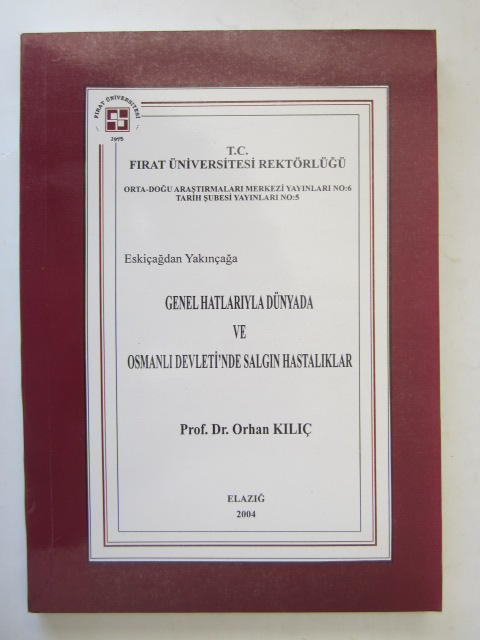 FIRAT ÜNİVERSİTESİ
1975
T.C.
FIRAT ÜNİVERSİTESİ REKTÖRLÜĞÜ
ORTA-DOĞU ARAŞTIRMALARI MERKEZİ YAYINLARI NO:6
TARİH ŞUBESİ YAYINLARI NO:5
Eskiçağdan Yakınçağa
GENEL HATLARIYLA DÜNYADA
VE
OSMANLI DEVLETİ'NDE SALGIN HASTALIKLAR
Prof. Dr. Orhan KILIÇ
ELAZIĞ
2004